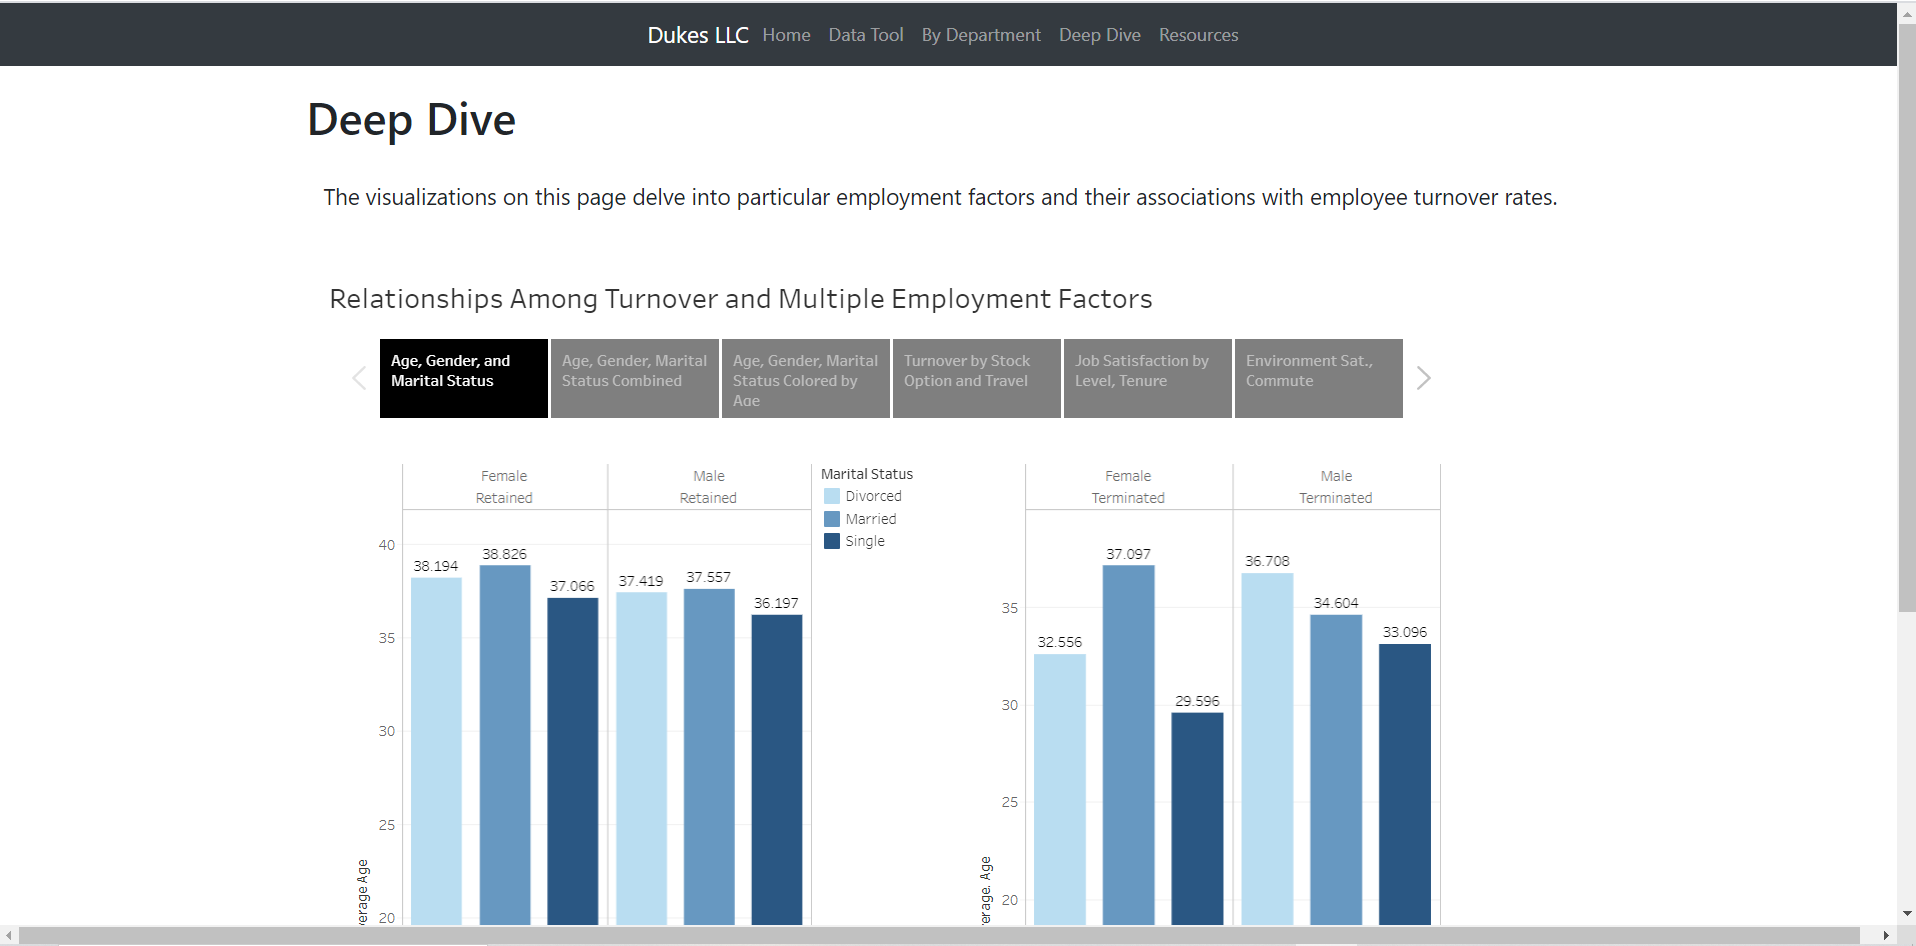 Dukes LLC Home Data Tool By Department Deep Dive Resources
Deep Dive
The visualizations on this page delve into particular employment factors and their associations with employee turnover rates.
Relationships Among Turnover and Multiple Employment Factors
Age, Gender, and
Marital Status
Age, Gender, Marital
Status Combined
Age, Gender, Marital
Status Colored by
Age
Turnover by Stock
Option and Travel
Job Satisfaction by
Level, Tenure
Environment Sat.,
Commute
Female
Retained
Male
Retained
40
35
30
25
20
verage Age
38.194
38.826
37.066
37.419
37.557
36.197
Marital Status
Divorced
Married
Single
Female
Terminated
Male
Terminated
35
30
25
20
erage. Age
32.556
37.097
29.596
36.708
34.604
33.096